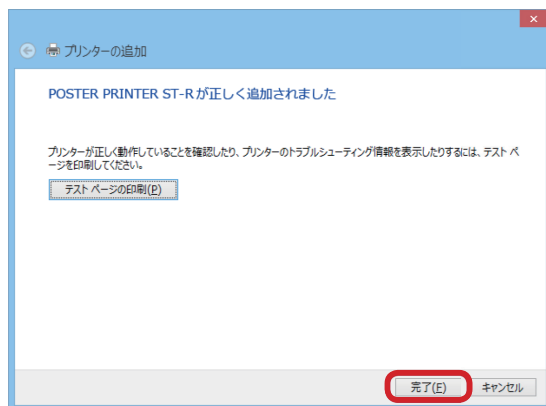 プリンターの追加
POSTER PRINTER ST-Rが正しく追加されました
プリンターが正しく動作していることを確認したり、プリンターのトラブルシューティング情報を表示したりするには、テスト ペ
ージを印刷してください。
テスト ページの印刷(P)
完了(F) キャンセル